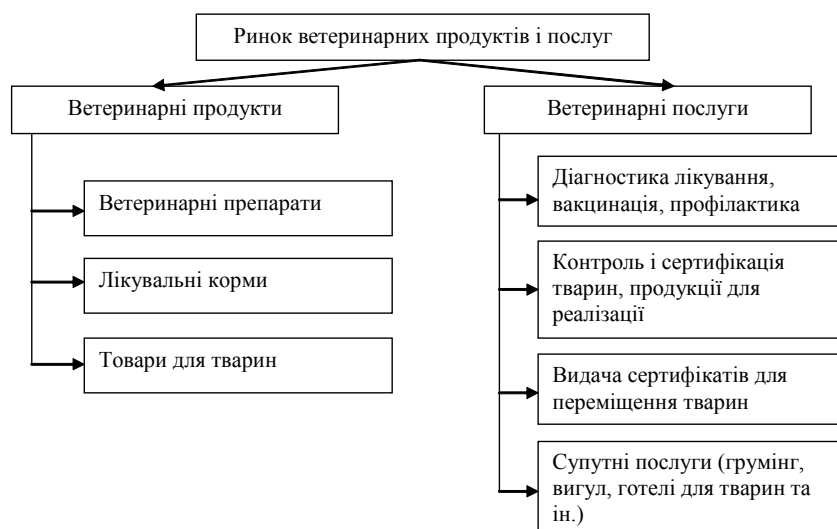 Ринок ветеринарних продуктів і послуг
Ветеринарні продукти
Ветеринарні препарати
Лікувальні корми
Товари для тварин
Ветеринарні послуги
Діагностика лікування,
вакцинація, профілактика
Контроль і сертифікація
тварин, продукції для
реалізації
Видача сертифікатів для
переміщення тварин
Супутні послуги (грумінг,
вигул, готелі для тварин та
ін.)